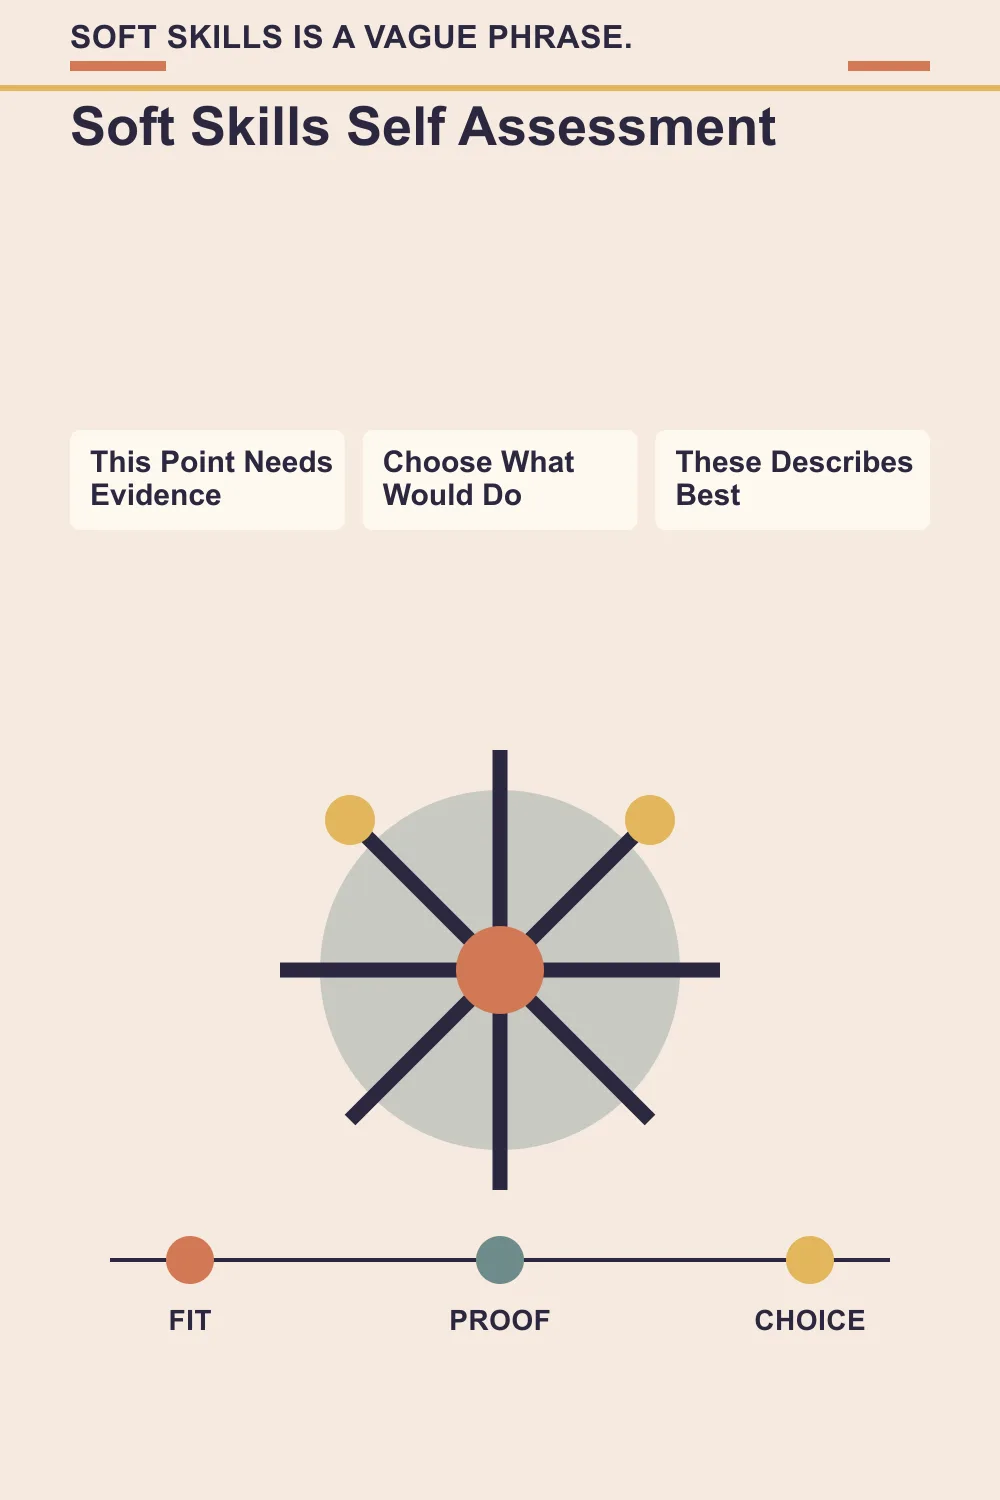 SOFT SKILLS IS A VAGUE PHRASE.
Soft Skills Self Assessment
This Point Needs
Evidence
Choose What
Would Do
These Describes
Best
FIT
PROOF
CHOICE